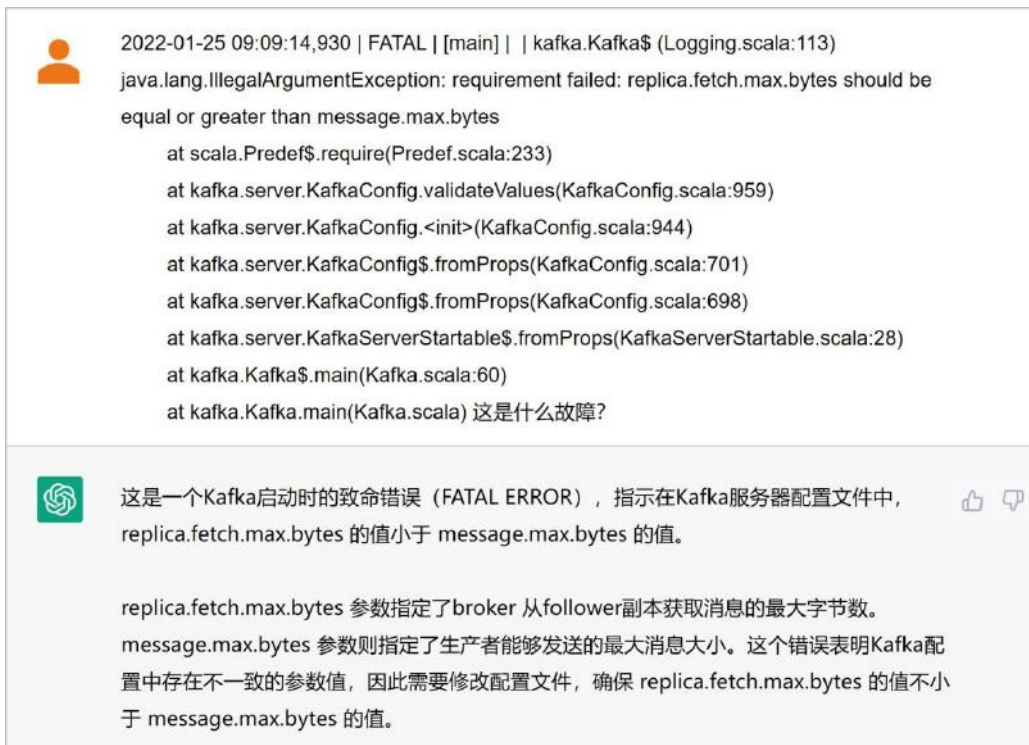 2022-01-25 09:09:14,930 | FATAL | [main] | | kafka.Kafka$ (Logging.scala:113)
java.lang.IllegalArgumentException: requirement failed: replica.fetch.max.bytes should be
equal or greater than message.max.bytes
at scala.Predef$.require(Predef.scala:233)
at kafka.server.KafkaConfig.validateValues(KafkaConfig.scala:959)
at kafka.server.KafkaConfig.<init>(KafkaConfig.scala:944)
at kafka.server.KafkaConfig$.fromProps(KafkaConfig.scala:701)
at kafka.server.KafkaConfig$.fromProps(KafkaConfig.scala:698)
at kafka.server.KafkaServerStartable$.fromProps(KafkaServerStartable.scala:28)
at kafka.Kafka$.main(Kafka.scala:60)
at kafka.Kafka.main(Kafka.scala) 这是什么故障?
这是一个Kafka启动时的致命错误（FATAL ERROR），指示在Kafka服务器配置文件中，
replica.fetch.max.bytes 的值小于 message.max.bytes 的值。
replica.fetch.max.bytes 参数指定了broker 从follower副本获取消息的最大字节数。
message.max.bytes 参数则指定了生产者能够发送的最大消息大小。这个错误表明Kafka配
置中存在不一致的参数值，因此需要修改配置文件，确保 replica.fetch.max.bytes 的值不小
于 message.max.bytes 的值。